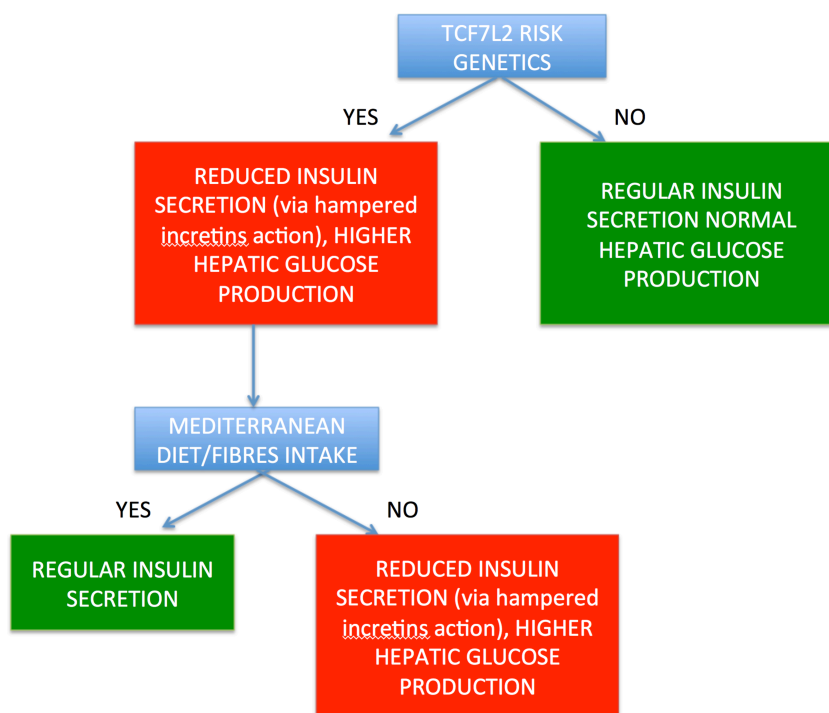 TCF7L2 RISK
GENETICS
YES
NO
REDUCED INSULIN
SECRETION (via hampered
incretins action), HIGHER
HEPATIC GLUCOSE
PRODUCTION
REGULAR INSULIN
SECRETION NORMAL
HEPATIC GLUCOSE
PRODUCTION
MEDITERRANEAN
DIET/FIBRES INTAKE
YES
NO
REGULAR INSULIN
SECRETION
REDUCED INSULIN
SECRETION (via hampered
incretins action), HIGHER
HEPATIC GLUCOSE
PRODUCTION